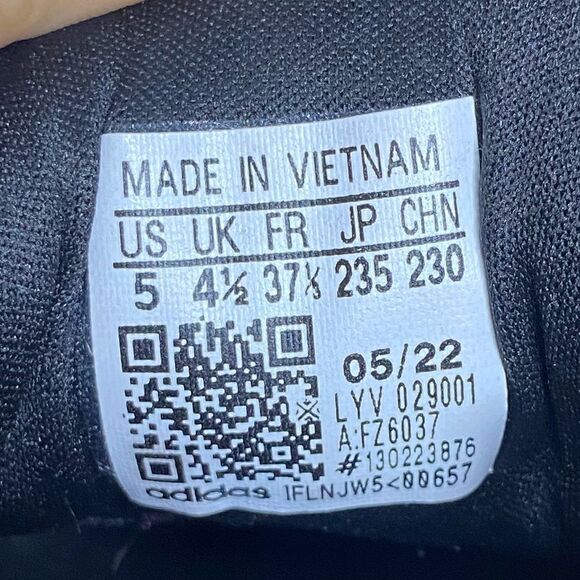 MADE IN VIETNAM
US UK FR JP CHN
5 4½ 37⅓ 235 230
05/22
LYV 029001
A:FZ6037
#130223876
adidas 1FLNJW5<00657